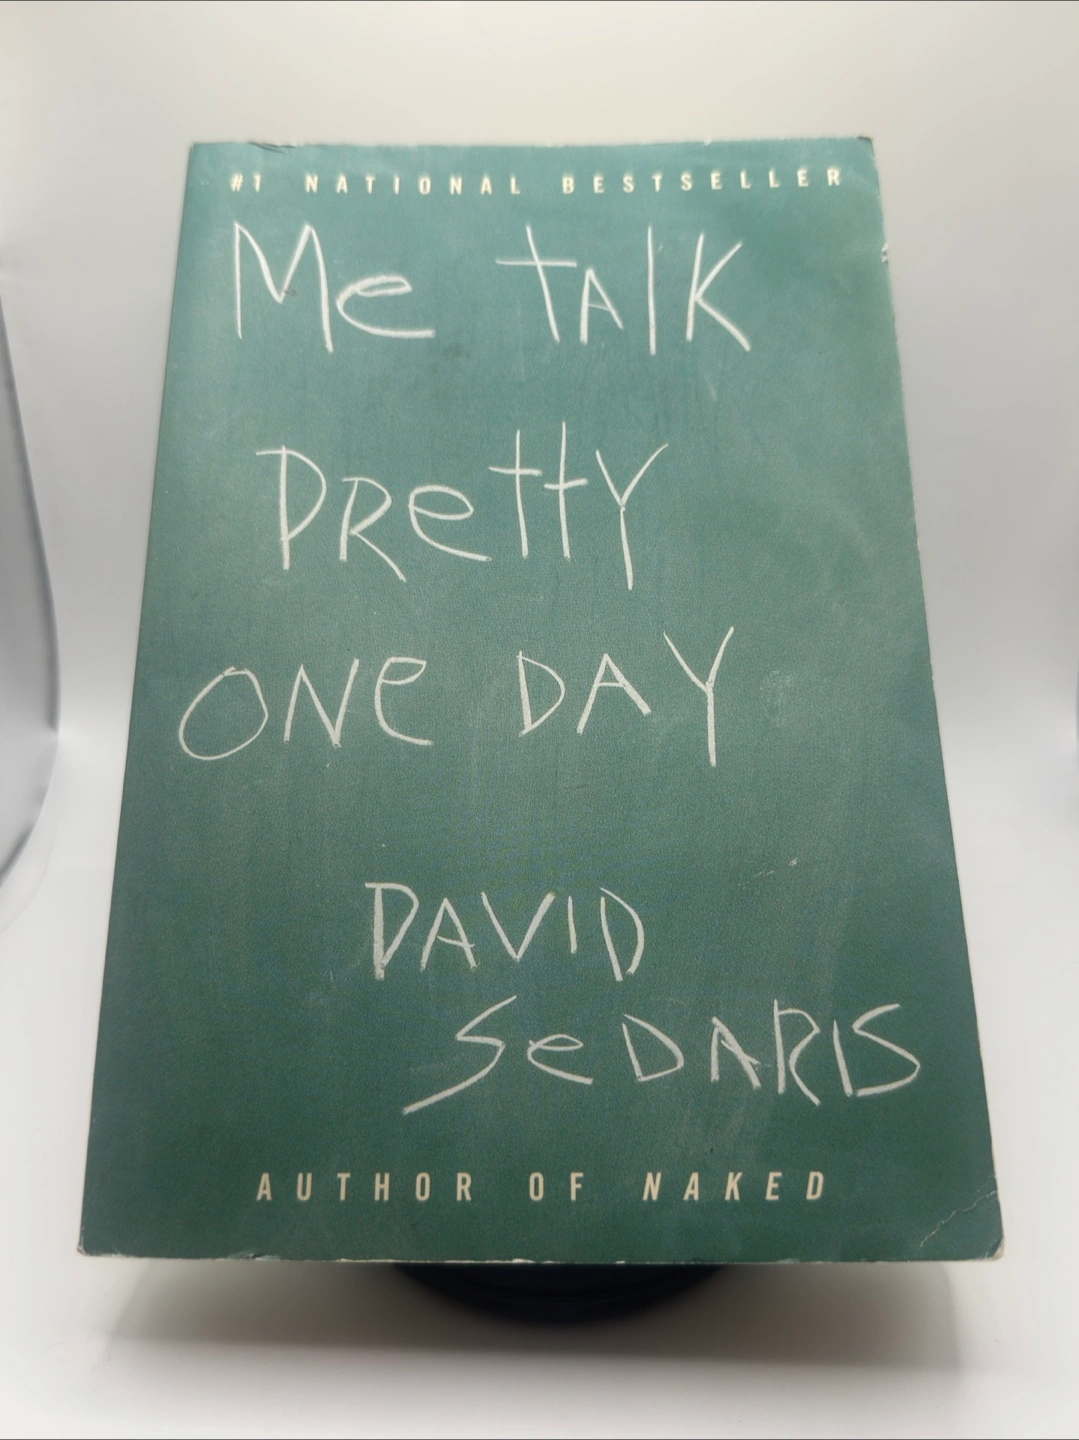 #1 NATIONAL BESTSELLER
Me tAlK
PRetty
ONe DAY
DAVID
SeDARIS
AUTHOR OF NAKED